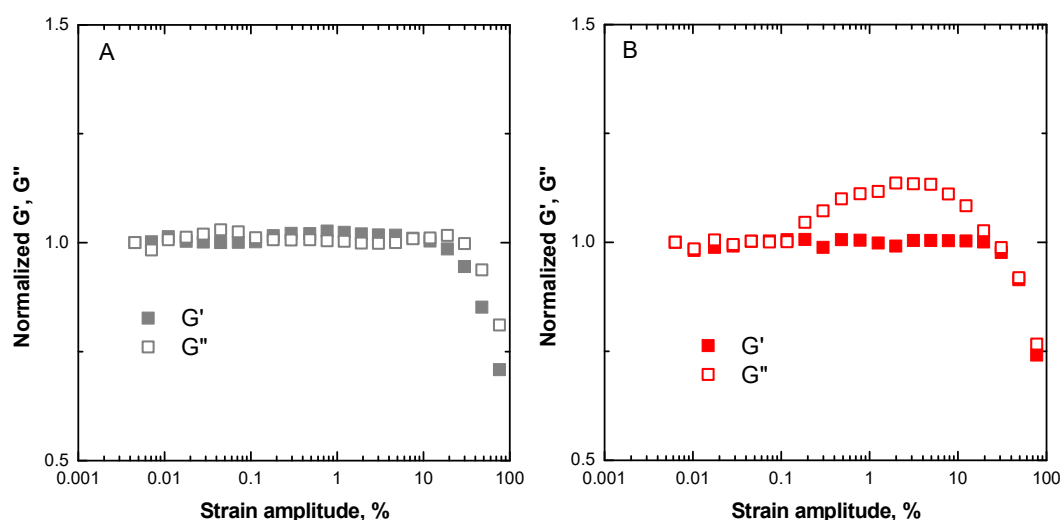 A
Normalized G', G"
1.5
1.0
0.5
G'
G"
0.001
0.01
0.1
1
10
100
Strain amplitude, %
B
Normalized G', G"
1.5
1.0
0.5
G'
G"
0.001
0.01
0.1
1
10
100
Strain amplitude, %